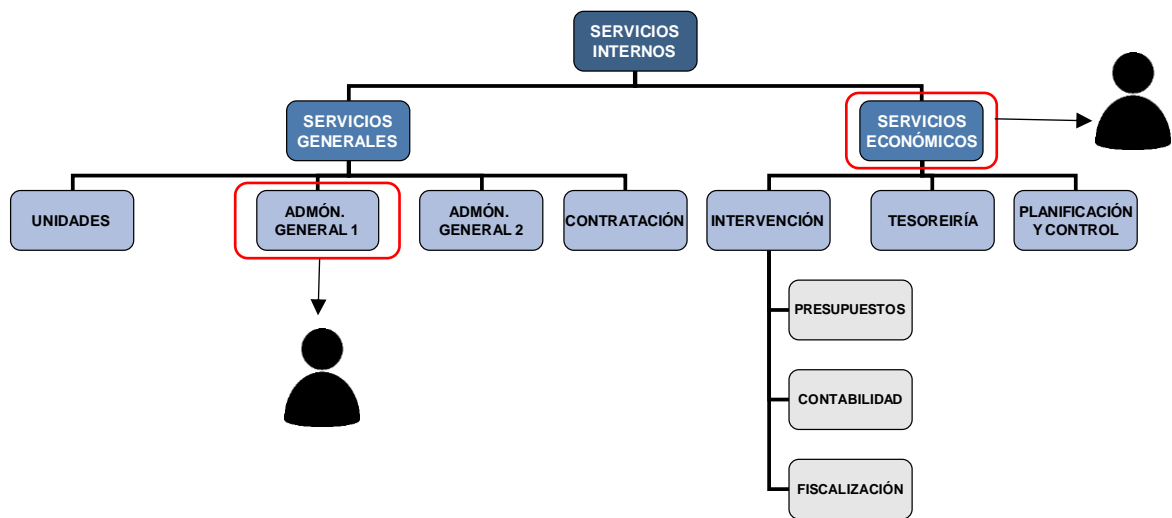 SERVICIOS
INTERNOS
SERVICIOS
GENERALES
SERVICIOS
ECONÓMICOS
UNIDADES
ADMÓN.
GENERAL 1
ADMÓN.
GENERAL 2
CONTRATACIÓN
INTERVENCIÓN
TESOREIRÍA
PLANIFICACIÓN
Y CONTROL
PRESUPUESTOS
CONTABILIDAD
FISCALIZACIÓN